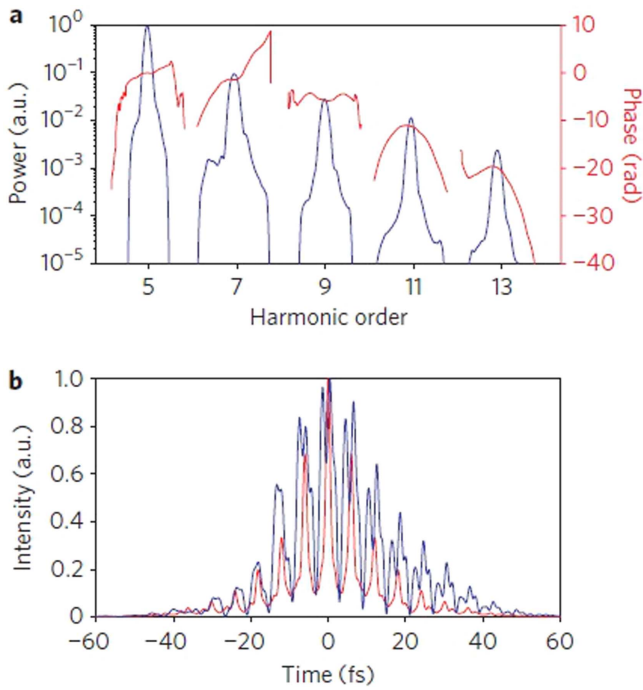 a
10⁰
10⁻¹
10⁻²
10⁻³
10⁻⁴
10⁻⁵
Power (a.u.)
10
0
−10
−20
−30
−40
Phase (rad)
5 7 9 11 13
Harmonic order
b
1.0
0.8
0.6
0.4
0.2
0
Intensity (a.u.)
−60 −40 −20 0 20 40 60
Time (fs)